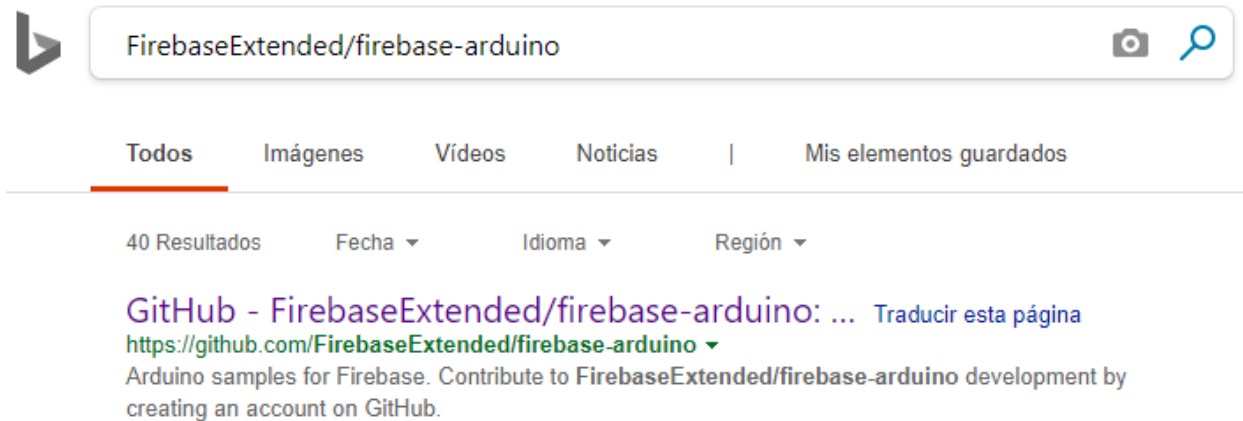 FirebaseExtended/firebase-arduino
Todos Imágenes Vídeos Noticias | Mis elementos guardados
40 Resultados Fecha Idioma Región
GitHub - FirebaseExtended/firebase-arduino: ... Traducir esta página
https://github.com/FirebaseExtended/firebase-arduino
Arduino samples for Firebase. Contribute to FirebaseExtended/firebase-arduino development by
creating an account on GitHub.